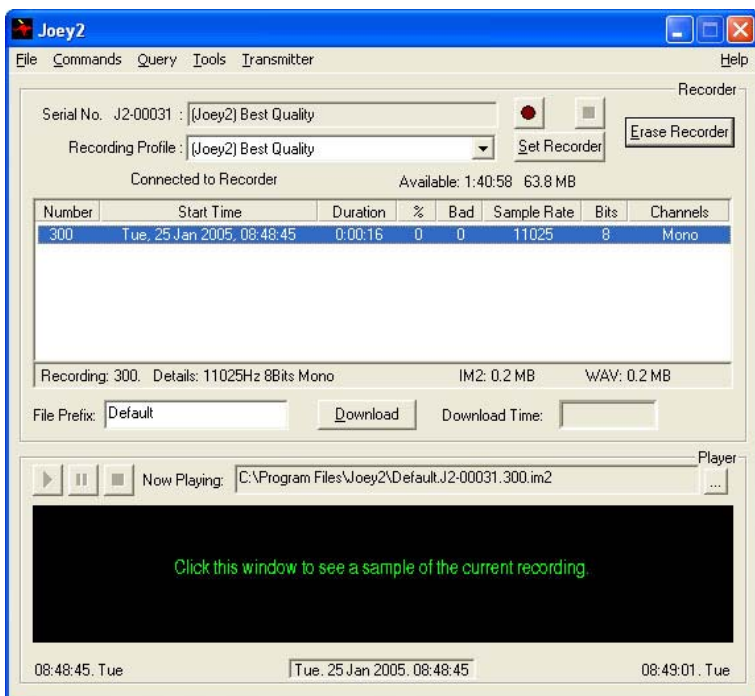 Joey2
File Commands Query Tools Transmitter Help
Recorder
Serial No. J2-00031 : (Joey2) Best Quality
Erase Recorder
Recording Profile : (Joey2) Best Quality Set Recorder
Connected to Recorder Available: 1:40:58 63.8 MB
Number Start Time Duration % Bad Sample Rate Bits Channels
300 Tue, 25 Jan 2005, 08:48:45 0:00:16 0 0 11025 8 Mono
Recording: 300. Details: 11025Hz 8Bits Mono IM2: 0.2 MB WAV: 0.2 MB
File Prefix: Default Download Download Time:
Player
Now Playing: C:\Program Files\Joey2\Default.J2-00031.300.im2 ...
Click this window to see a sample of the current recording.
08:48:45. Tue Tue. 25 Jan 2005. 08:48:45 08:49:01. Tue